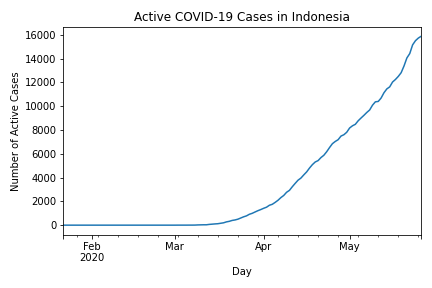 Active COVID-19 Cases in Indonesia
Number of Active Cases
16000
14000
12000
10000
8000
6000
4000
2000
0
Feb
2020
Mar
Apr
May
Day